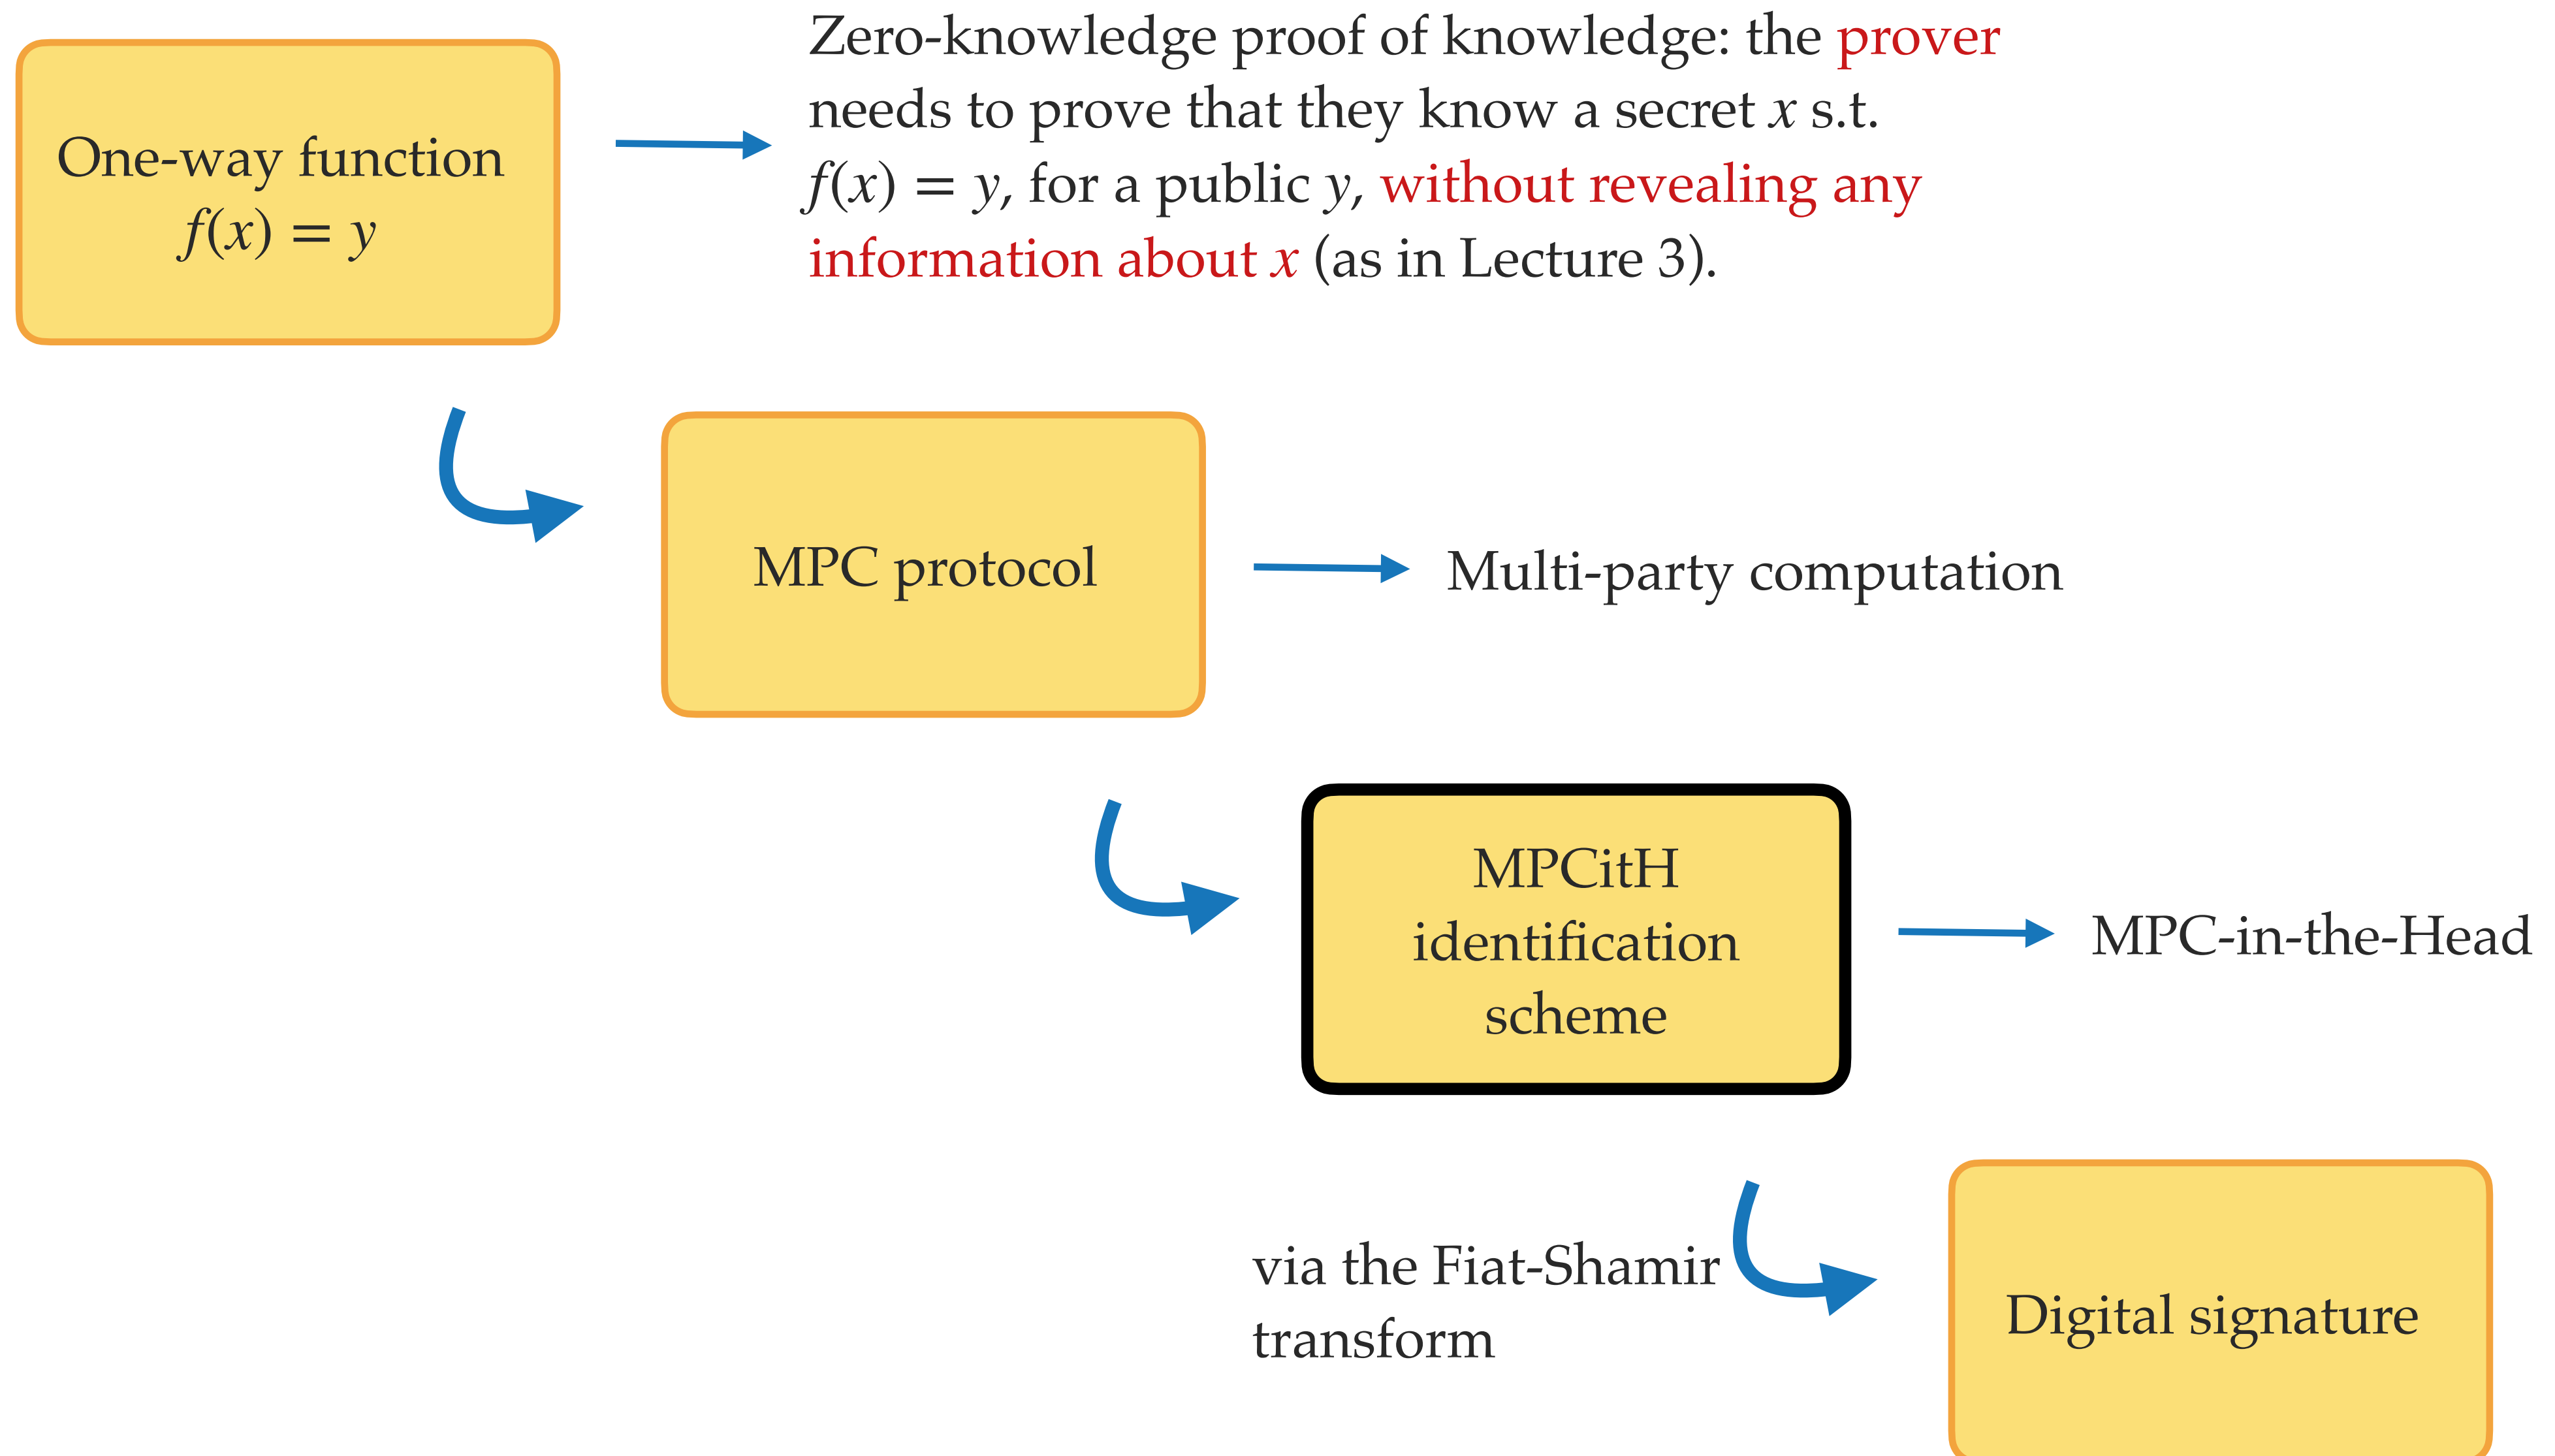 One-way function
f(x) = y
Zero-knowledge proof of knowledge: the prover
needs to prove that they know a secret x s.t.
f(x) = y, for a public y, without revealing any
information about x (as in Lecture 3).
MPC protocol
Multi-party computation
MPCitH
identification
scheme
MPC-in-the-Head
via the Fiat-Shamir
transform
Digital signature